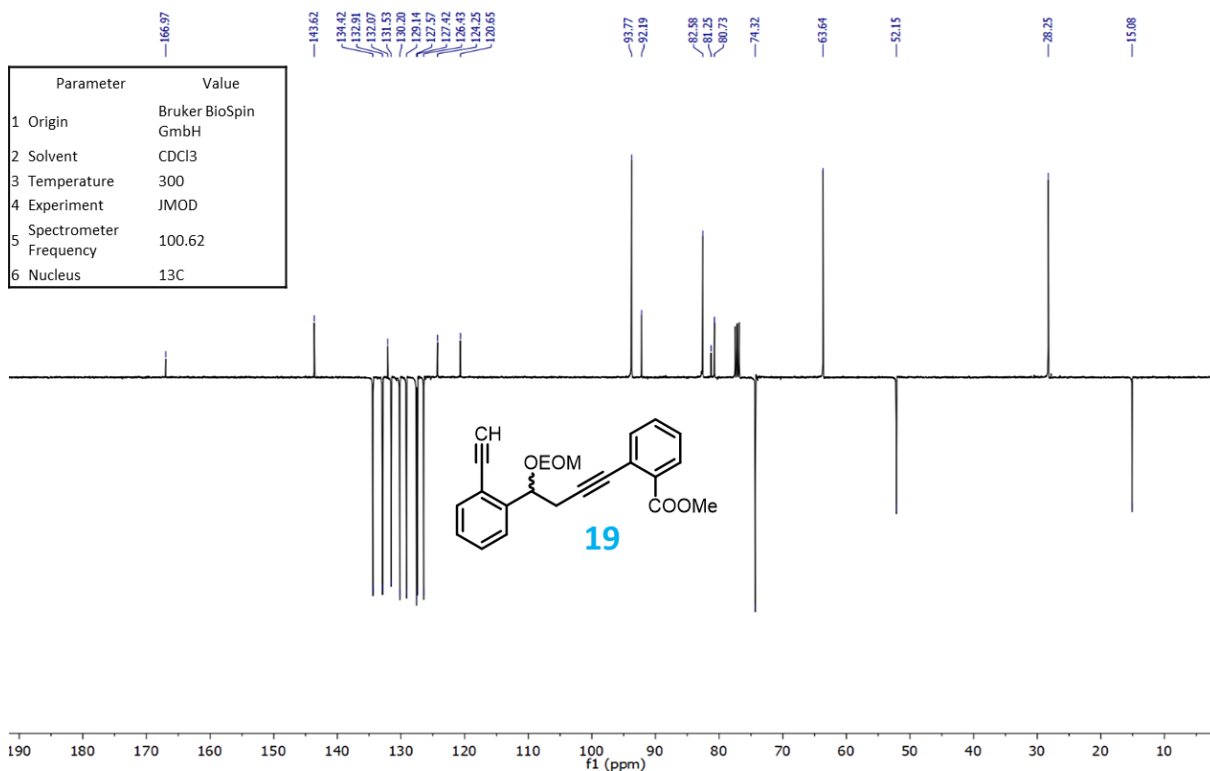 166.97
143.62
134.42
132.91
132.07
131.53
130.20
129.14
127.57
127.42
126.43
124.25
120.65
93.77
92.19
82.58
81.25
80.73
74.32
63.64
52.15
28.25
15.08
Parameter Value
1 Origin Bruker BioSpin
GmbH
2 Solvent CDCl3
3 Temperature 300
4 Experiment JMOD
5 Spectrometer
Frequency 100.62
6 Nucleus 13C
CH
OEOM
COOMe
19
190 180 170 160 150 140 130 120 110 100 90 80 70 60 50 40 30 20 10
f1 (ppm)